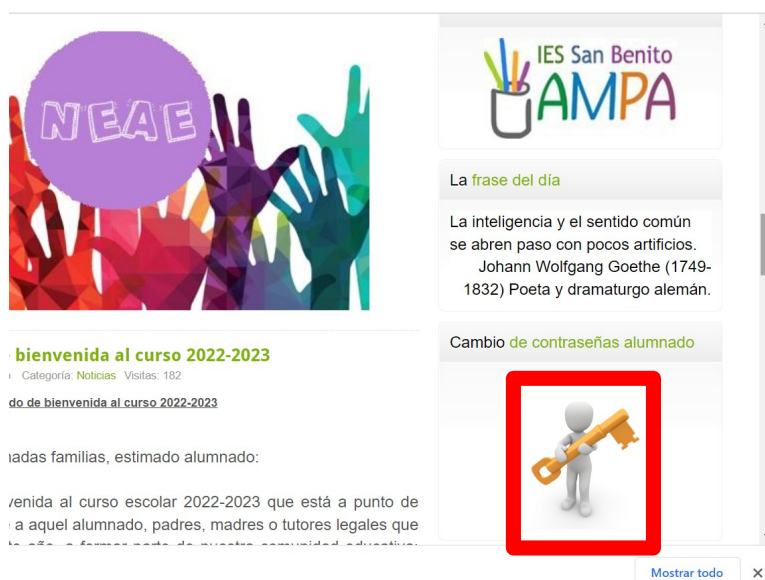 NEAE
bienvenida al curso 2022-2023
Categoría: Noticias Visitas: 182
do de bienvenida al curso 2022-2023
adas familias, estimado alumnado:
venida al curso escolar 2022-2023 que está a punto de
a aquel alumnado, padres, madres o tutores legales que
IES San Benito
AMPA
La frase del día
La inteligencia y el sentido común
se abren paso con pocos artificios.
Johann Wolfgang Goethe (1749-
1832) Poeta y dramaturgo alemán.
Cambio de contraseñas alumnado
Mostrar todo